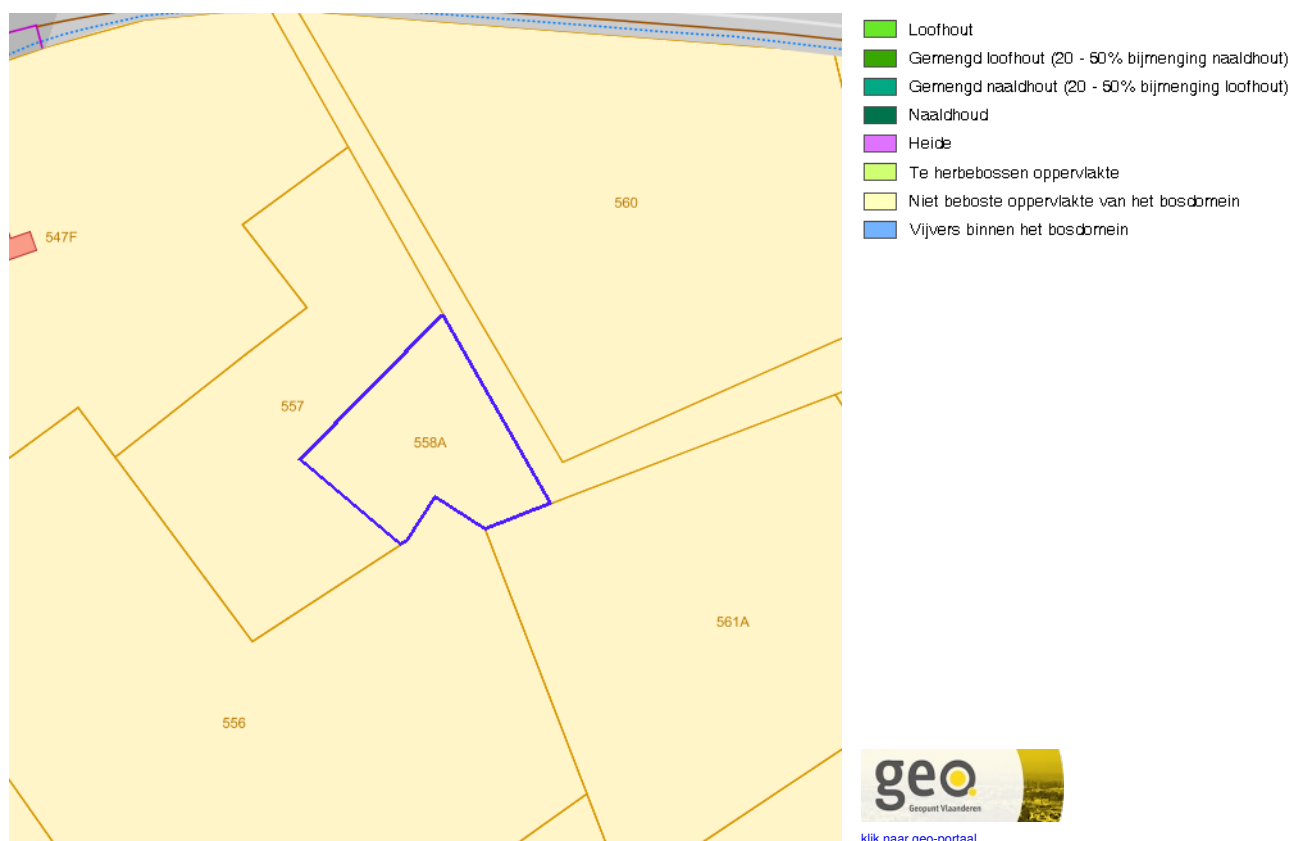 547F
560
557
558A
561A
556
Loofhout
Gemengd loofhout (20 - 50% bijmenging naaldhout)
Gemengd naaldhout (20 - 50% bijmenging loofhout)
Naaldhoud
Heide
Te herbebossen oppervlakte
Niet beboste oppervlakte van het bosdomein
Vijvers binnen het bosdomein
geo.
Geopunt Vlaanderen
klik naar geo-portaal